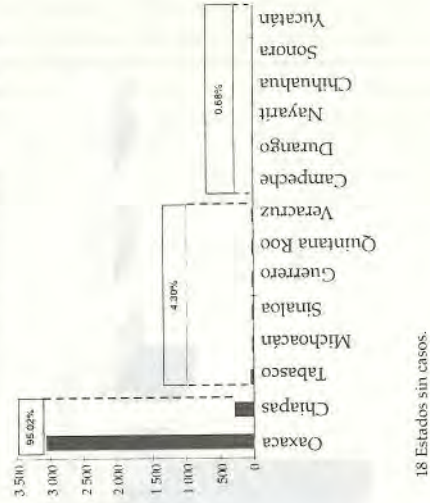 3 500
3 000
2 500
2 000
1 500
1 000
500
0
95.02%
4.30%
0.68%
Oaxaca
Chiapas
Tabasco
Michoacán
Sinaloa
Guerrero
Quintana Roo
Veracruz
Campeche
Durango
Nayarit
Chihuahua
Sonora
Yucatán
18 Estados sin casos.